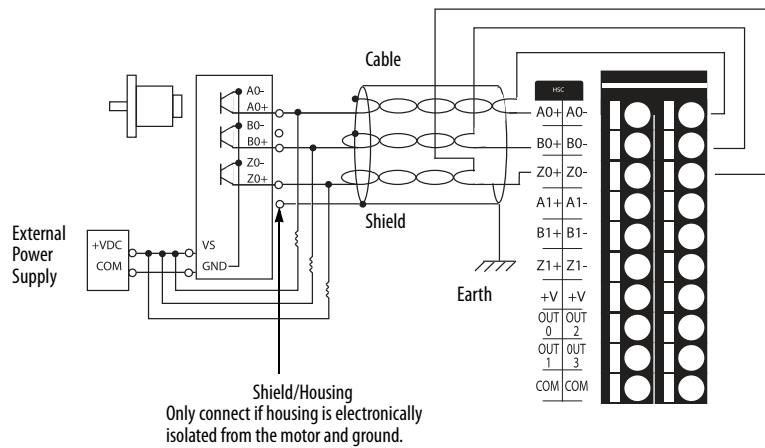 Cable
HSC
A0-
A0+
B0-
B0+
Z0-
Z0+
A0+ A0-
B0+ B0-
Z0+ Z0-
A1+ A1-
B1+ B1-
Z1+ Z1-
+V +V
OUT 0 OUT 2
OUT 1 0UT 3
COM COM
Shield
External
Power
Supply
+VDC
COM
VS
GND
Earth
Shield/Housing
Only connect if housing is electronically
isolated from the motor and ground.